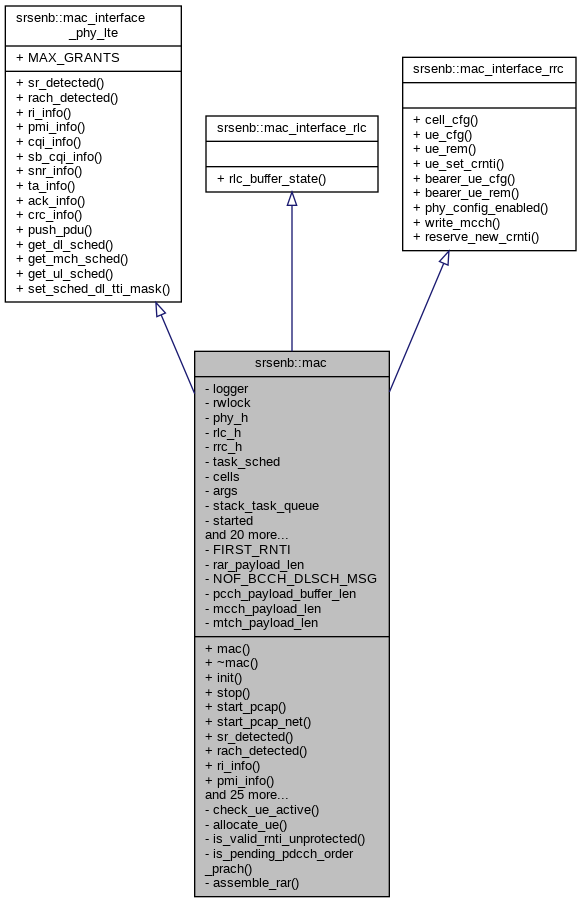 srsenb::mac_interface
_phy_lte
+ MAX_GRANTS
+ sr_detected()
+ rach_detected()
+ ri_info()
+ pmi_info()
+ cqi_info()
+ sb_cqi_info()
+ snr_info()
+ ta_info()
+ ack_info()
+ crc_info()
+ push_pdu()
+ get_dl_sched()
+ get_mch_sched()
+ get_ul_sched()
+ set_sched_dl_tti_mask()
srsenb::mac_interface_rlc
+ rlc_buffer_state()
srsenb::mac_interface_rrc
+ cell_cfg()
+ ue_cfg()
+ ue_rem()
+ ue_set_crnti()
+ bearer_ue_cfg()
+ bearer_ue_rem()
+ phy_config_enabled()
+ write_mcch()
+ reserve_new_crnti()
srsenb::mac
- logger
- rwlock
- phy_h
- rlc_h
- rrc_h
- task_sched
- cells
- args
- stack_task_queue
- started
and 20 more...
- FIRST_RNTI
- rar_payload_len
- NOF_BCCH_DLSCH_MSG
- pcch_payload_buffer_len
- mcch_payload_len
- mtch_payload_len
+ mac()
+ ~mac()
+ init()
+ stop()
+ start_pcap()
+ start_pcap_net()
+ sr_detected()
+ rach_detected()
+ ri_info()
+ pmi_info()
and 25 more...
- check_ue_active()
- allocate_ue()
- is_valid_rnti_unprotected()
- is_pending_pdcch_order
_prach()
- assemble_rar()